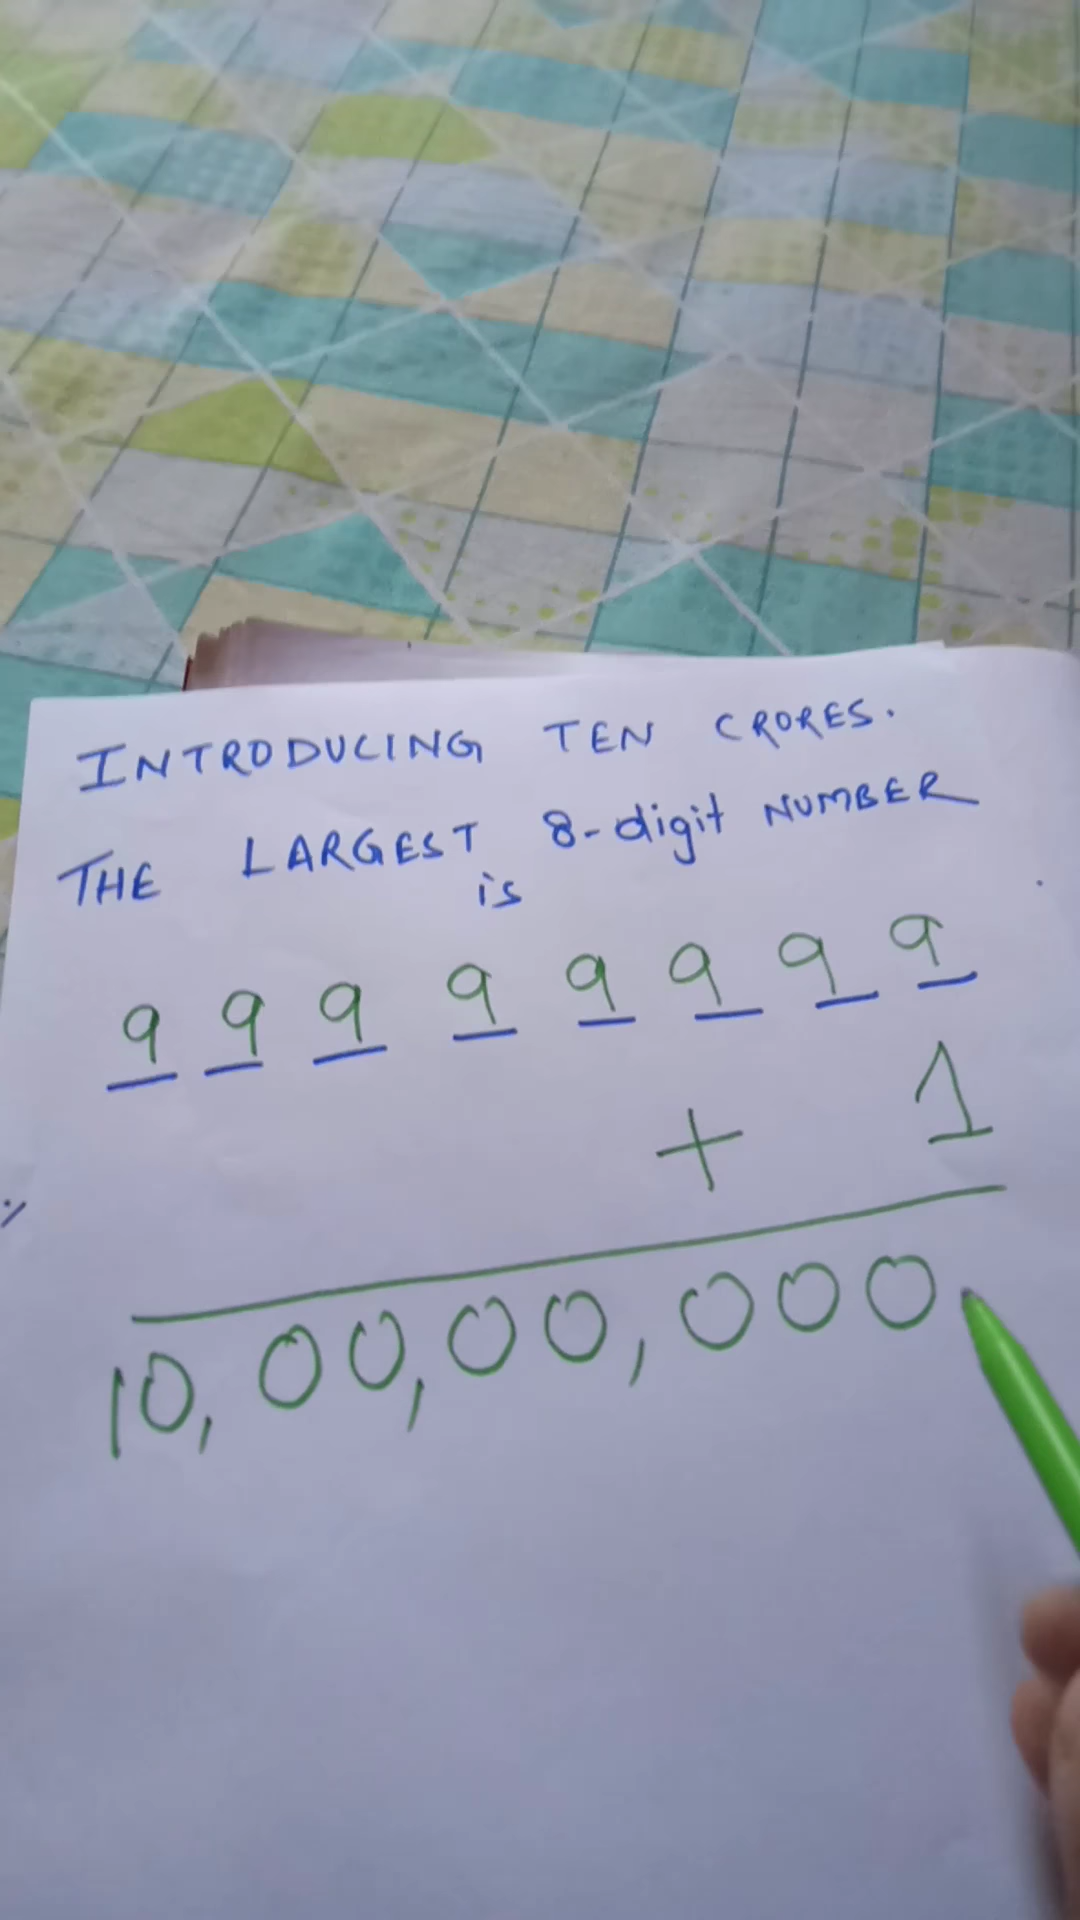 INTRODUCING TEN CRORES.
THE LARGEST 8-digit NUMBER
is
9 9 9 9 9 9 9 9
+ 1
10,00,00,000